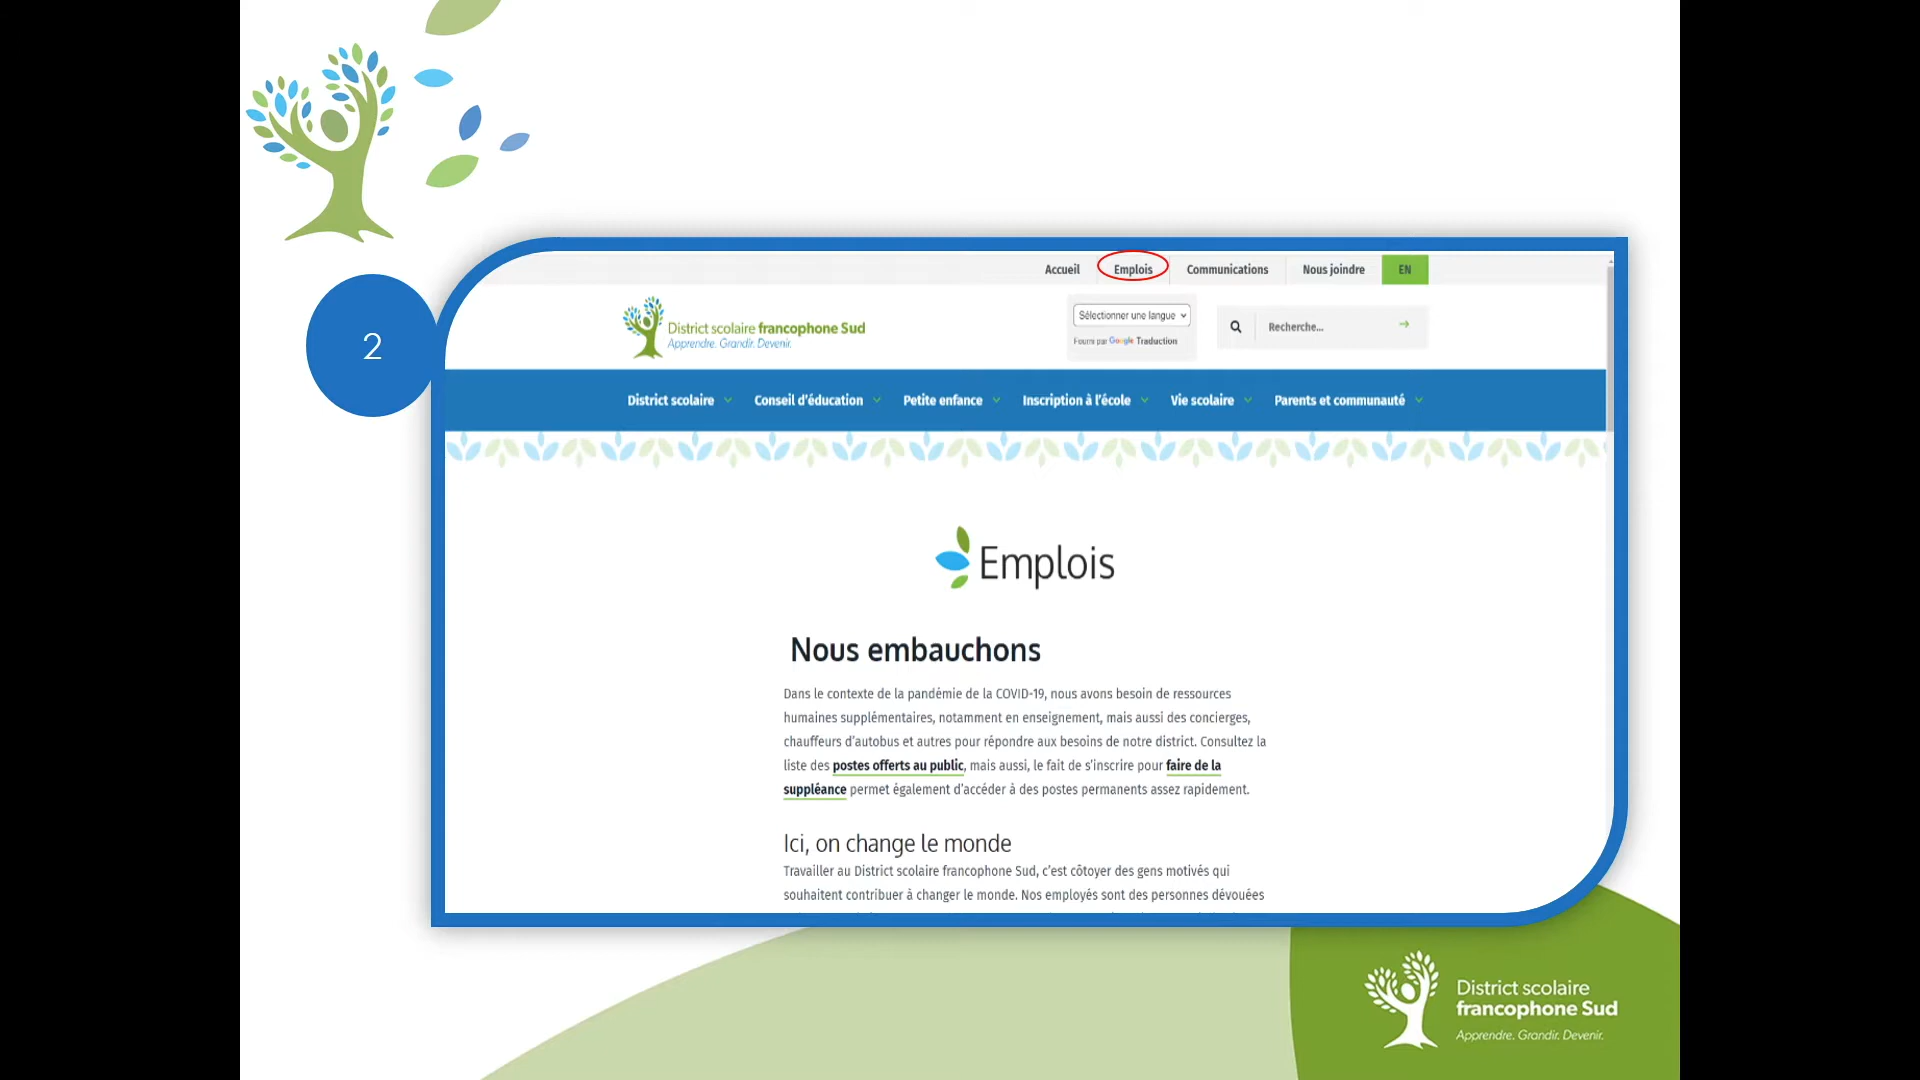 2
Accueil Emplois Communications Nous joindre EN
District scolaire francophone Sud
Apprendre. Grandir. Devenir.
Sélectionner une langue
Fourni par Google Traduction
Recherche...
District scolaire Conseil d'éducation Petite enfance Inscription à l'école Vie scolaire Parents et communauté
Emplois
Nous embauchons
Dans le contexte de la pandémie de la COVID-19, nous avons besoin de ressources
humaines supplémentaires, notamment en enseignement, mais aussi des concierges,
chauffeurs d'autobus et autres pour répondre aux besoins de notre district. Consultez la
liste des postes offerts au public, mais aussi, le fait de s'inscrire pour faire de la
suppléance permet également d'accéder à des postes permanents assez rapidement.
Ici, on change le monde
Travailler au District scolaire francophone Sud, c'est côtoyer des gens motivés qui
souhaitent contribuer à changer le monde. Nos employés sont des personnes dévouées
District scolaire
francophone Sud
Apprendre. Grandir. Devenir.